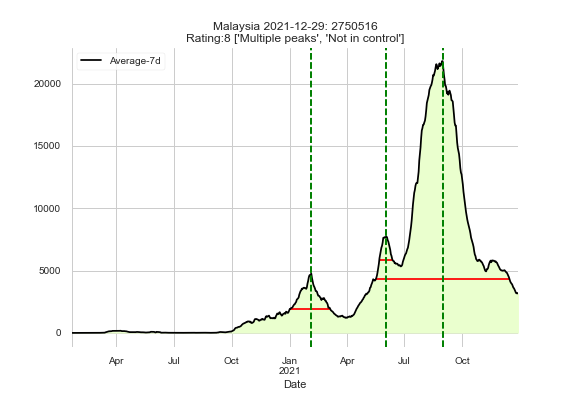 Malaysia 2021-12-29: 2750516
Rating:8 ['Multiple peaks', 'Not in control']
Average-7d
20000
15000
10000
5000
0
Apr Jul Oct Jan Apr Jul Oct
2021
Date